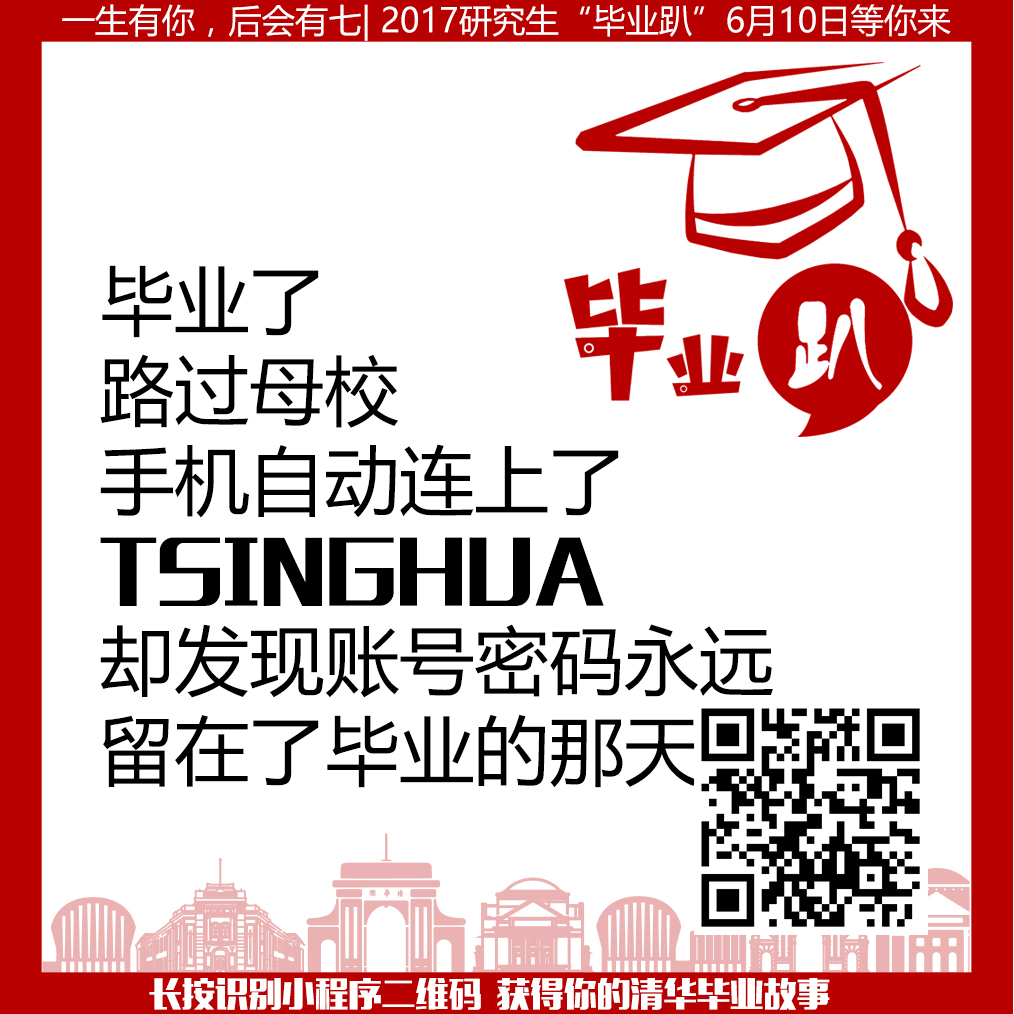 一生有你，后会有七| 2017研究生“毕业趴”6月10日等你来
毕业趴
毕业了
路过母校
手机自动连上了
TSINGHUA
却发现账号密码永远
留在了毕业的那天
長按识别小程序二维码 获得你的清华毕业故事